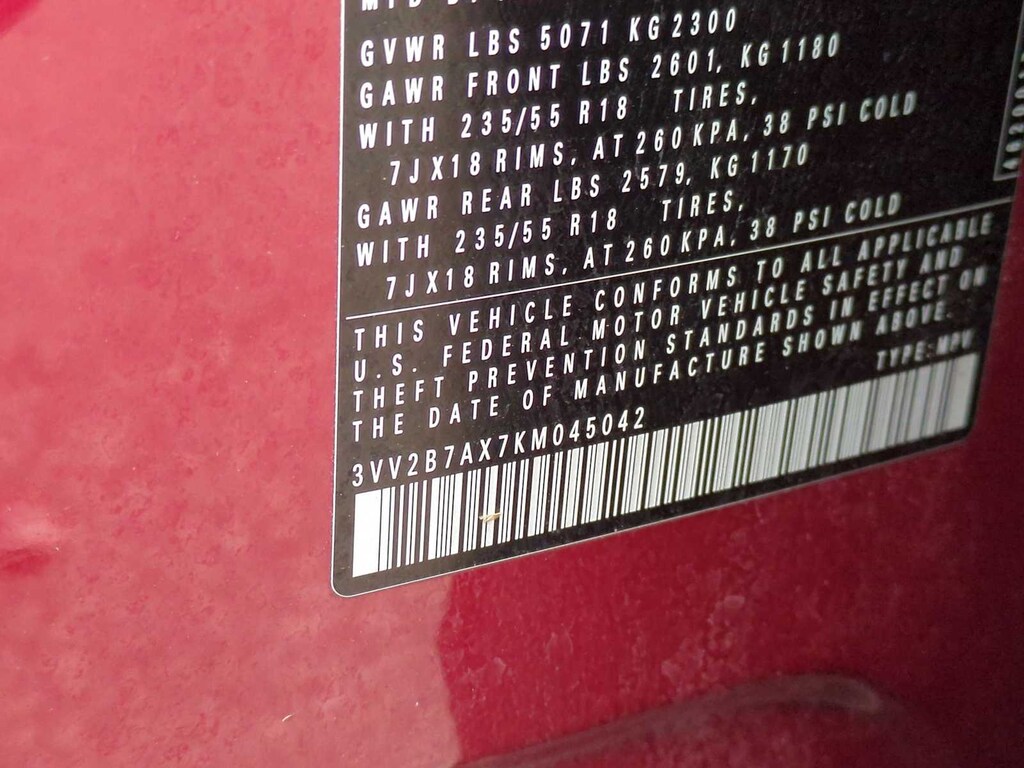 GVWR LBS 5071 KG 2300
GAWR FRONT LBS 2601, KG 1180
WITH 235/55 R18 TIRES,
7JX18 RIMS, AT 260 KPA, 38 PSI COLD
GAWR REAR LBS 2579, KG 1170
WITH 235/55 R18 TIRES,
7JX18 RIMS, AT 260 KPA, 38 PSI COLD
THIS VEHICLE CONFORMS TO ALL APPLICABLE
U.S. FEDERAL MOTOR VEHICLE SAFETY AND
THEFT PREVENTION STANDARDS IN EFFECT ON
THE DATE OF MANUFACTURE SHOWN ABOVE.
TYPE: MPV
3VV2B7AX7KM045042